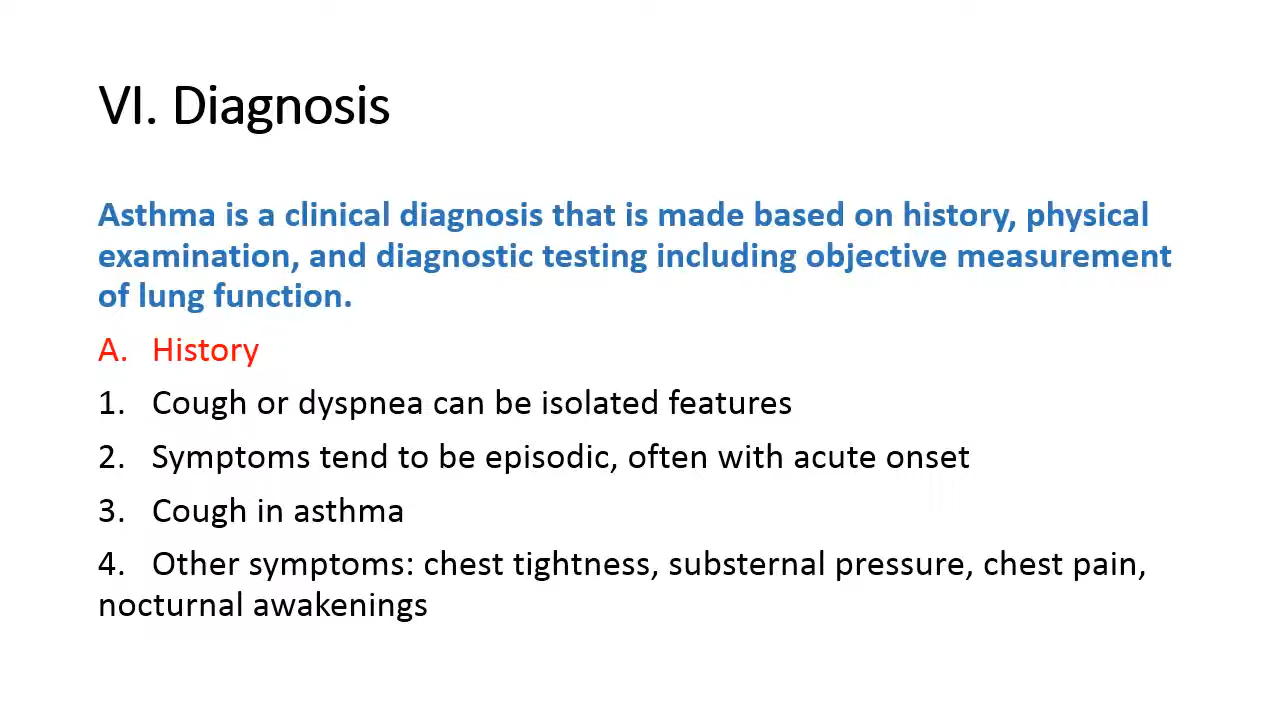 VI. Diagnosis
Asthma is a clinical diagnosis that is made based on history, physical
examination, and diagnostic testing including objective measurement
of lung function.
A. History
1. Cough or dyspnea can be isolated features
2. Symptoms tend to be episodic, often with acute onset
3. Cough in asthma
4. Other symptoms: chest tightness, substernal pressure, chest pain,
nocturnal awakenings